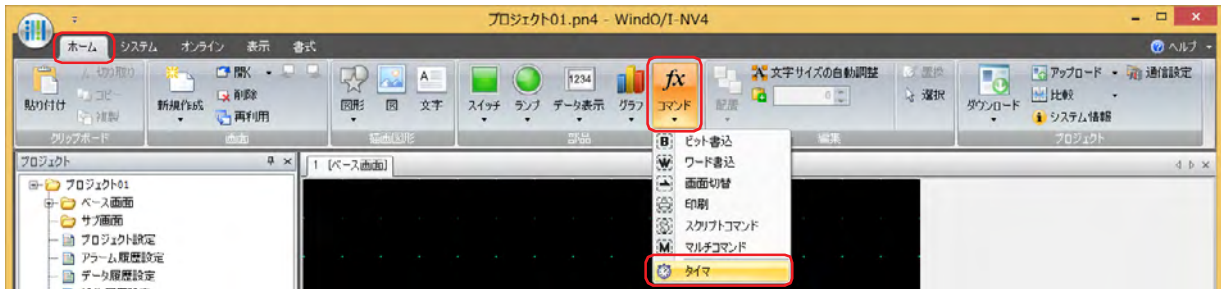 プロジェクト01.pn4 - WindO/I-NV4
ホーム システム オンライン 表示 書式 ヘルプ
貼り付け 切り取り コピー 複製
新規作成 開く 削除 再利用
図形 図 文字
スイッチ ランプ 1234 データ表示 グラフ fx コマンド
配置 文字サイズの自動調整 0 置換 選択
ダウンロード アップロード 比較 システム情報 通信設定
クリップボード 画面 描画図形 部品 編集 プロジェクト
プロジェクト
1 [ベース画面]
プロジェクト01
ベース画面
サブ画面
プロジェクト設定
アラーム履歴設定
データ履歴設定
B ビット書込
W ワード書込
画面切替
印刷
S スクリプトコマンド
M マルチコマンド
タイマ